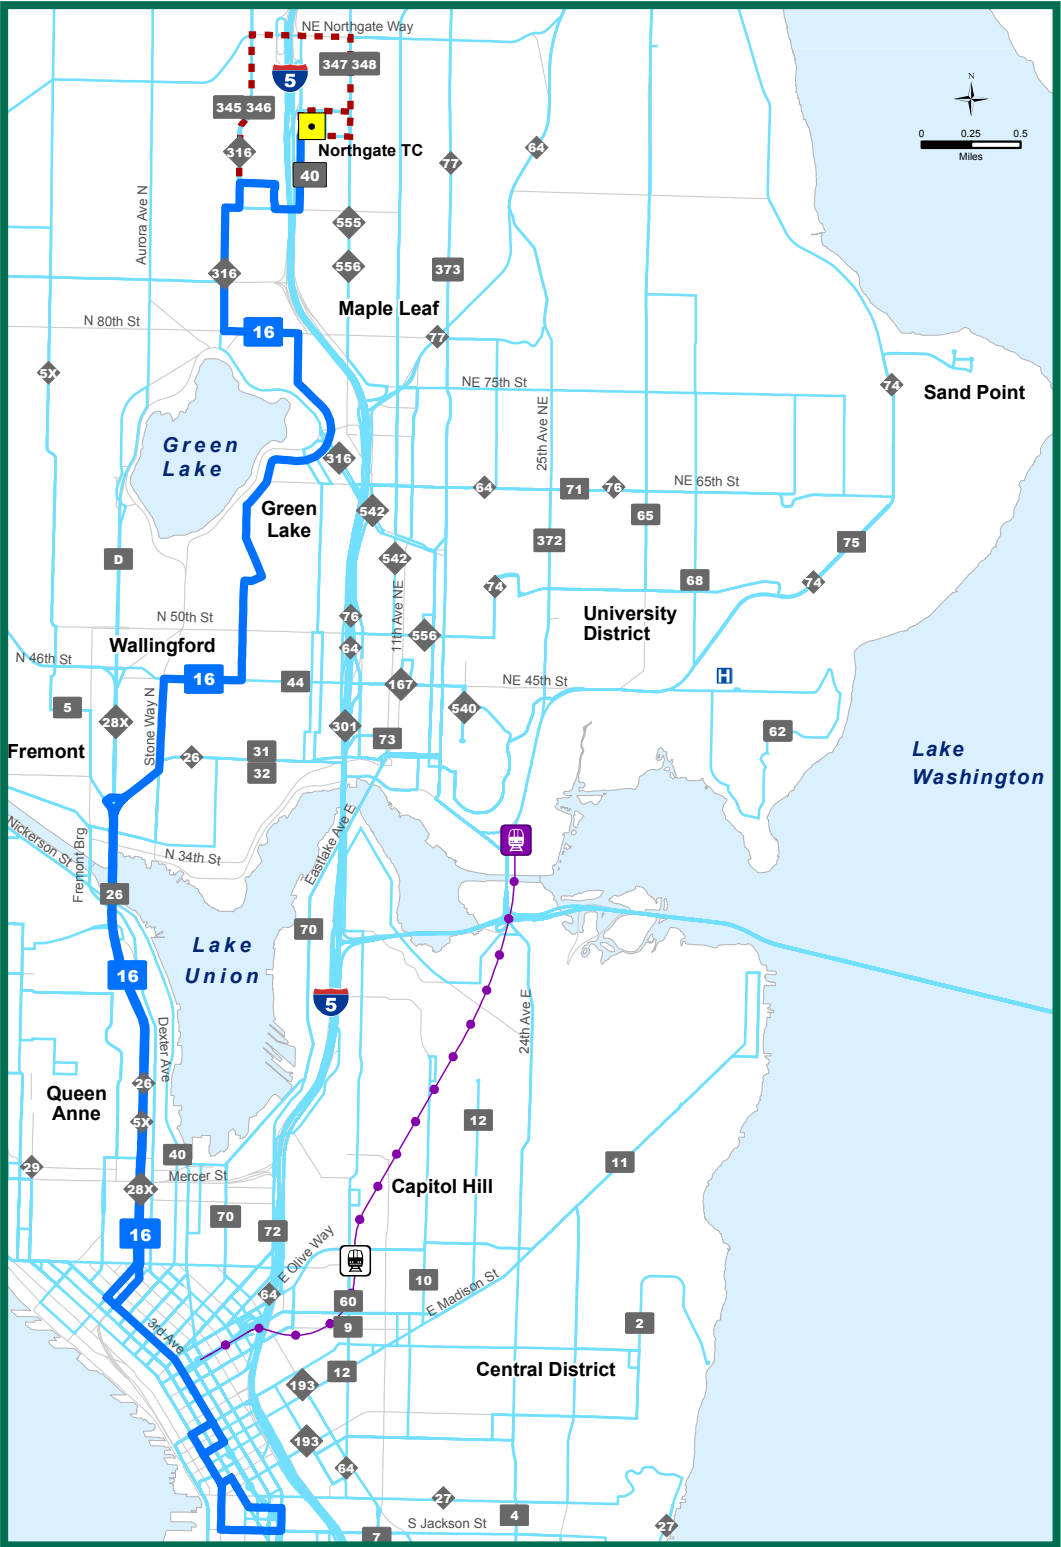 NE Northgate Way
347 348
5
N
345 346
0 0.25 0.5
Miles
Northgate TC
316
77
64
40
Aurora Ave N
555
316
556
373
Maple Leaf
N 80th St
16
77
5X
NE 75th St
74
Sand Point
25th Ave NE
Green
Lake
316
64
71
76
NE 65th St
Green
Lake
542
65
372
75
D
542
74
68
74
11th Ave NE
N 50th St
76
University
District
556
Wallingford
64
N 46th St
16
44
167
NE 45th St
H
5
28X
Stone Way N
540
301
73
62
Fremont
26
31
32
Lake
Washington
Nickerson St
Fremont Brg
N 34th St
Eastlake Ave E
26
70
Lake
Union
16
5
24th Ave E
Dexter Ave
26
Queen
Anne
5X
12
40
29
Mercer St
11
28X
Capitol Hill
70
16
72
E Olive Way
10
64
60
E Madison St
3rd Ave
9
2
12
Central District
193
193
64
27
4
S Jackson St
27
7